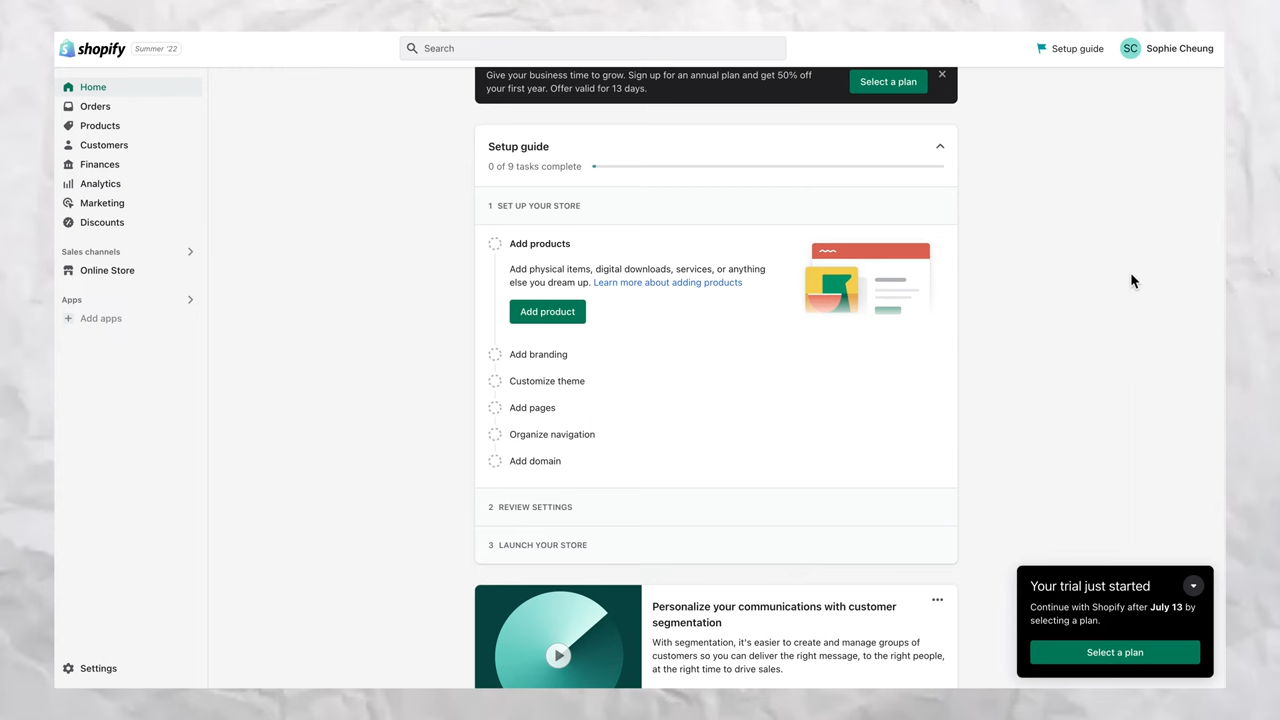 shopify Summer '22
Search
Setup guide
SC Sophie Cheung
Home
Orders
Products
Customers
Finances
Analytics
Marketing
Discounts
Sales channels
Online Store
Apps
Add apps
Settings
Give your business time to grow. Sign up for an annual plan and get 50% off
your first year. Offer valid for 13 days.
Select a plan
Setup guide
0 of 9 tasks complete
1 SET UP YOUR STORE
Add products
Add physical items, digital downloads, services, or anything
else you dream up. Learn more about adding products
Add product
Add branding
Customize theme
Add pages
Organize navigation
Add domain
2 REVIEW SETTINGS
3 LAUNCH YOUR STORE
Personalize your communications with customer
segmentation
With segmentation, it's easier to create and manage groups of
customers so you can deliver the right message, to the right people,
at the right time to drive sales.
Your trial just started
Continue with Shopify after July 13 by
selecting a plan.
Select a plan